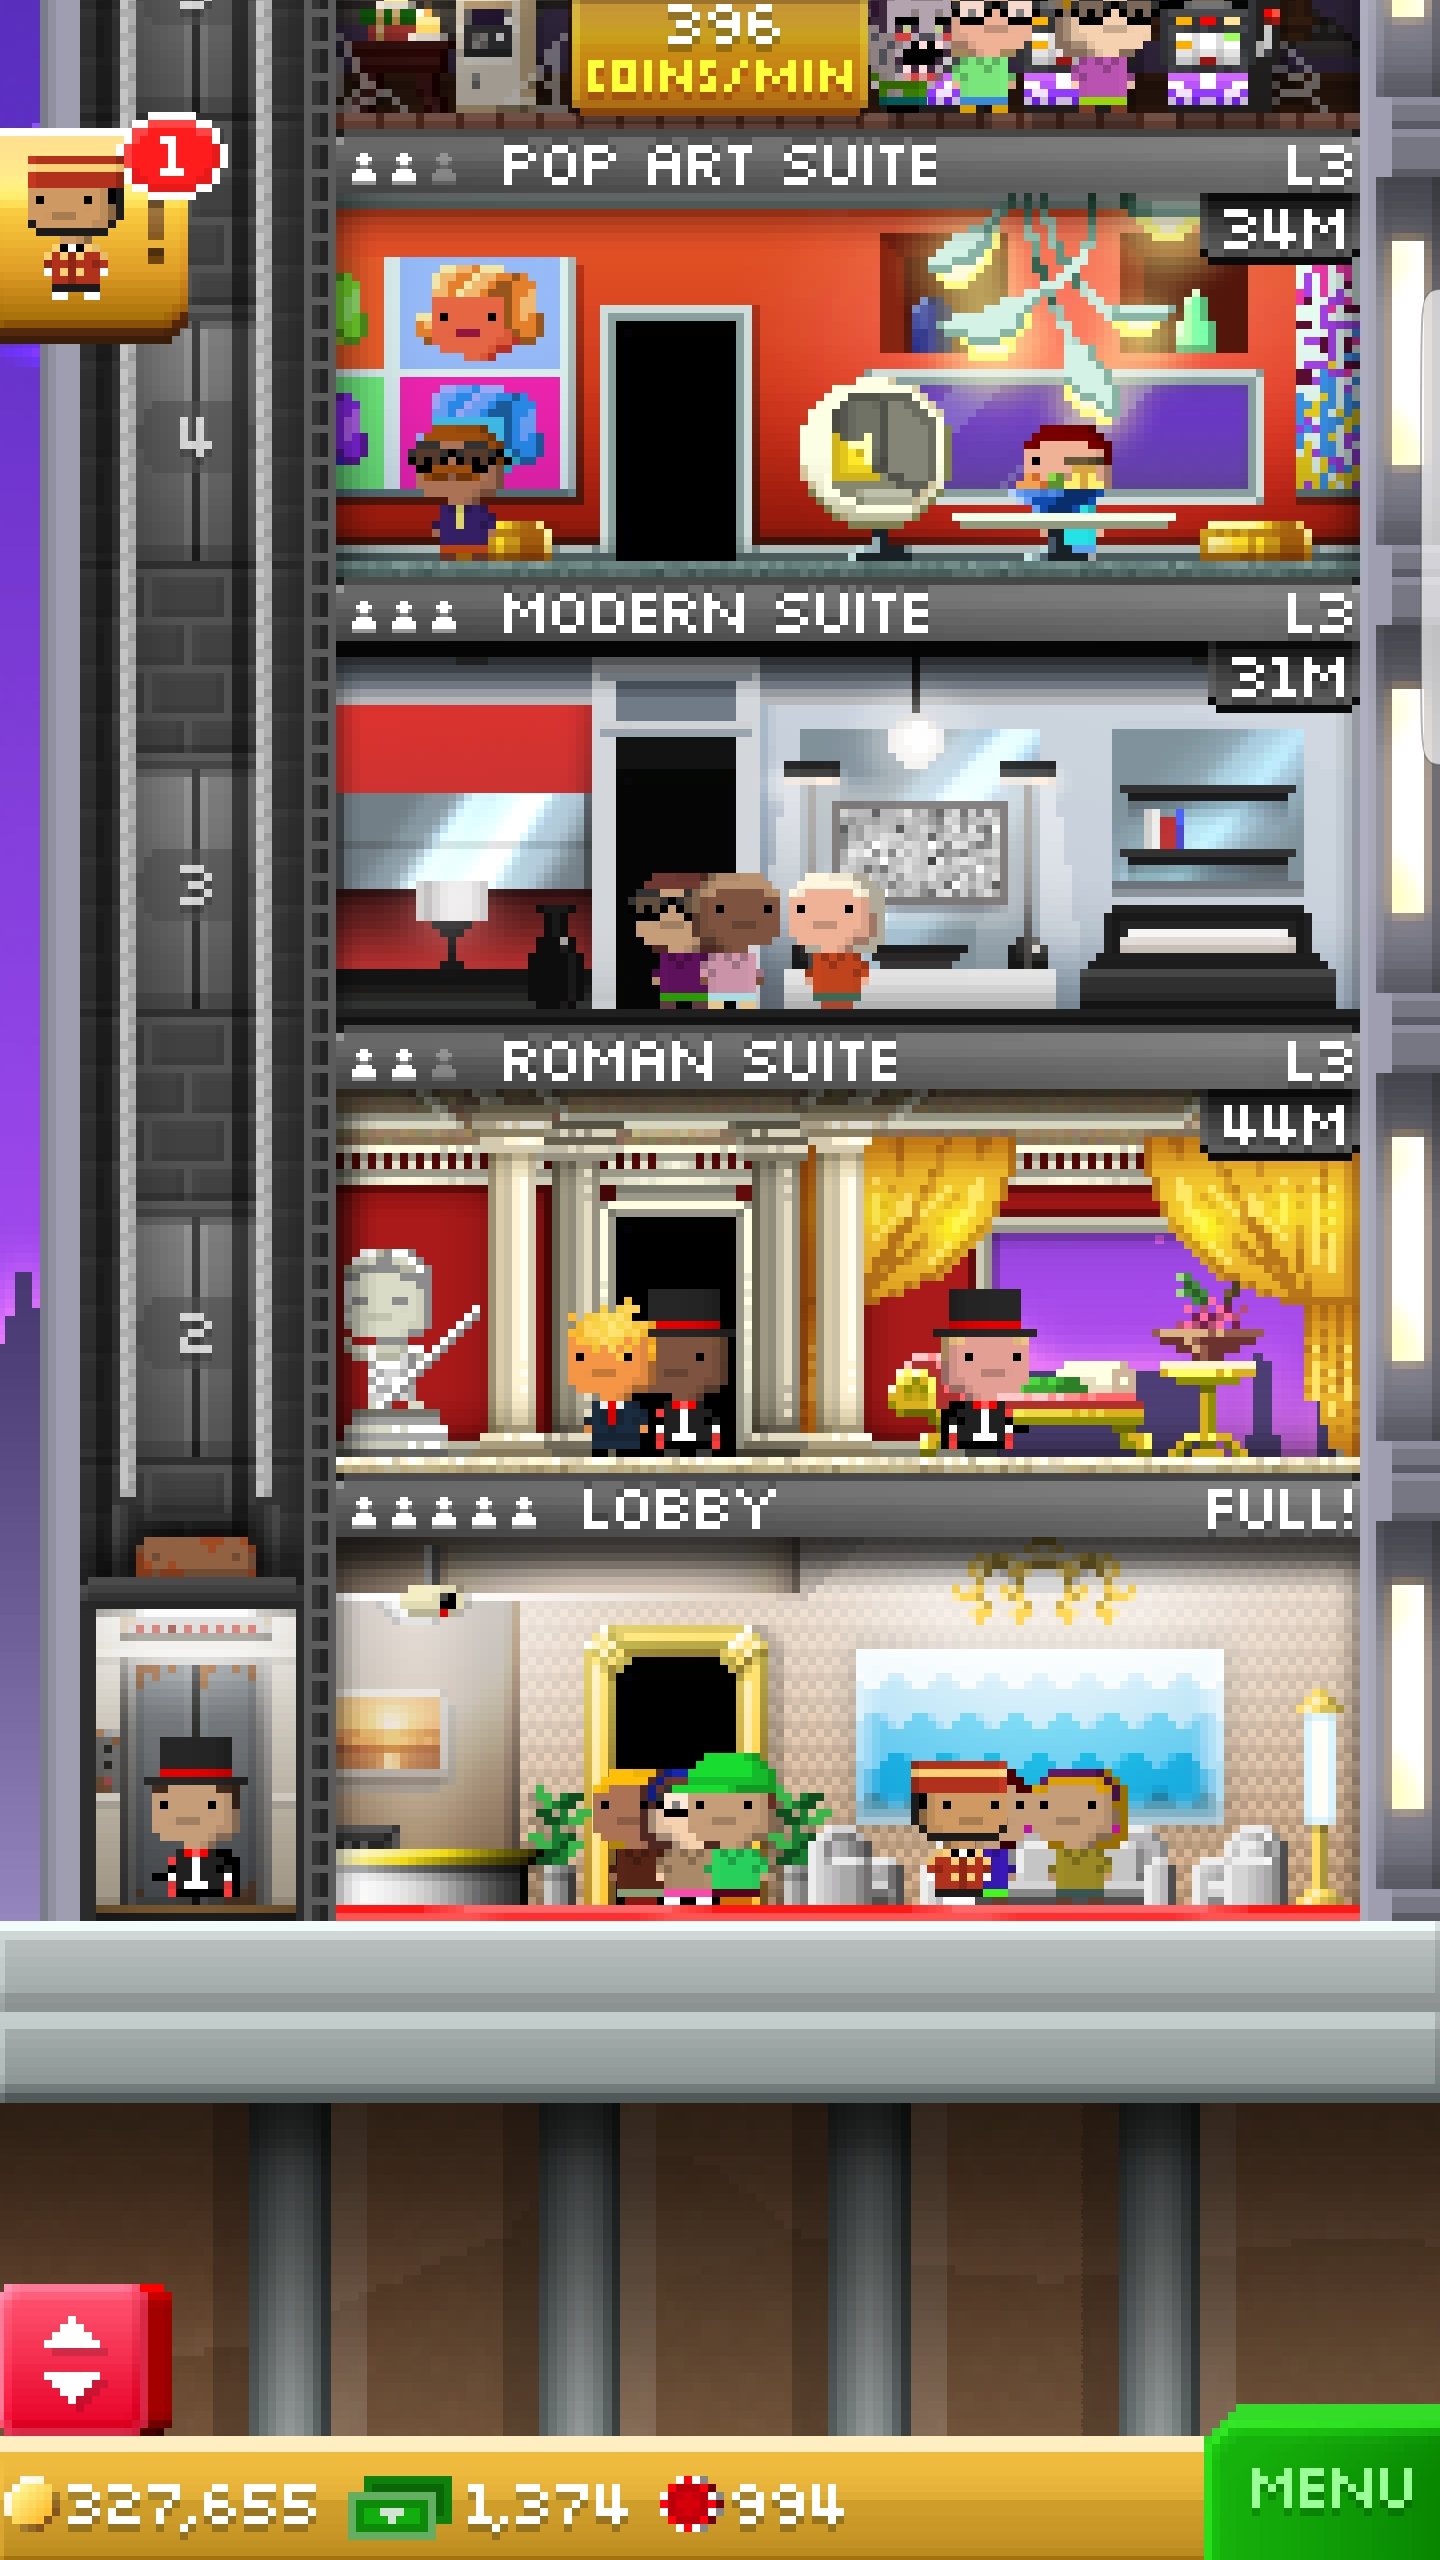 396
COINS/MIN
1
POP ART SUITE L3
34M
4
MODERN SUITE L3
31M
3
ROMAN SUITE L3
44M
2
LOBBY FULL!
327,655 1,374 994
MENU